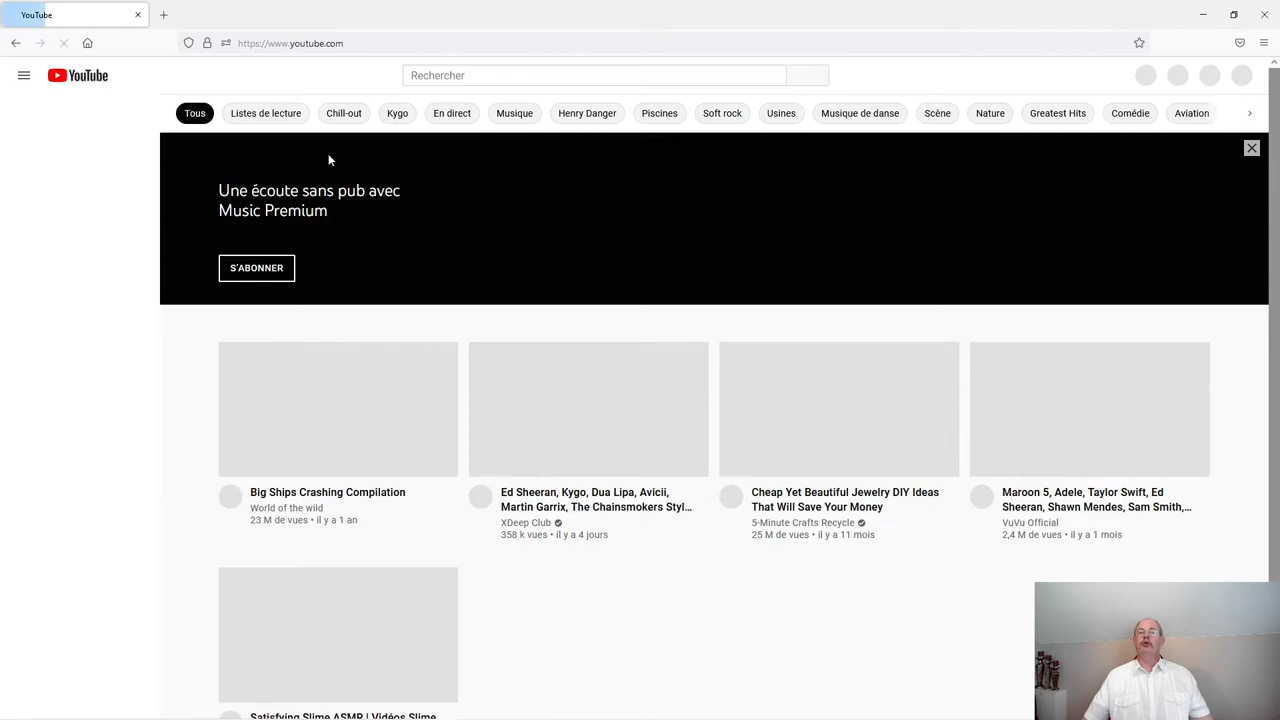 YouTube
https://www.youtube.com
YouTube
Rechercher
Tous
Listes de lecture
Chill-out
Kygo
En direct
Musique
Henry Danger
Piscines
Soft rock
Usines
Musique de danse
Scène
Nature
Greatest Hits
Comédie
Aviation
Une écoute sans pub avec
Music Premium
S'ABONNER
Big Ships Crashing Compilation
World of the wild
23 M de vues • il y a 1 an
Ed Sheeran, Kygo, Dua Lipa, Avicii,
Martin Garrix, The Chainsmokers Styl...
XDeep Club
358 k vues • il y a 4 jours
Cheap Yet Beautiful Jewelry DIY Ideas
That Will Save Your Money
5-Minute Crafts Recycle
25 M de vues • il y a 11 mois
Maroon 5, Adele, Taylor Swift, Ed
Sheeran, Shawn Mendes, Sam Smith,...
VuVu Official
2,4 M de vues • il y a 1 mois
Satisfying Slime ASMR | Vidéos Slime